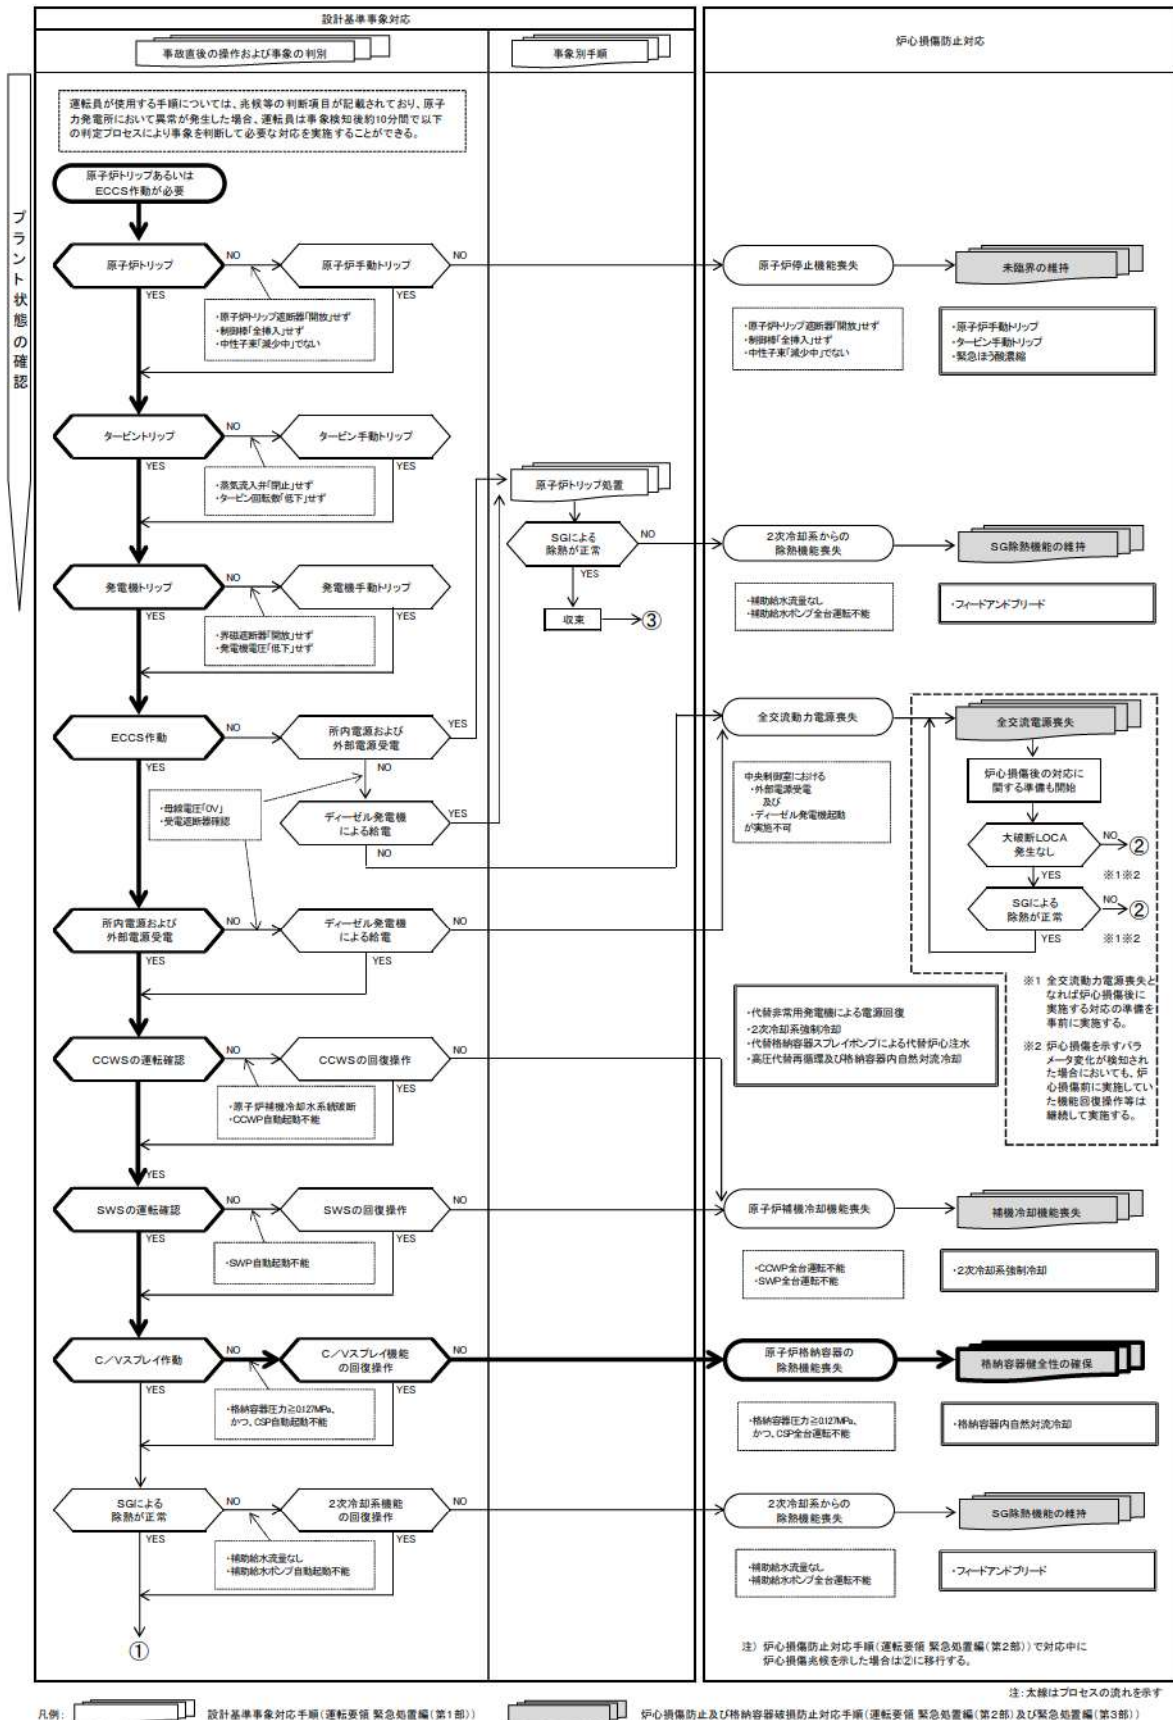 設計基準事象対応
事故直後の操作および事象の判別
事象別手順
炉心損傷防止対応
プラント状態の確認
運転員が使用する手順については、兆候等の判断項目が記載されており、原子
力発電所において異常が発生した場合、運転員は事象検知後約10分間で以下
の判定プロセスにより事象を判断して必要な対応を実施することができる。
原子炉トリップあるいは
ECCS作動が必要
原子炉トリップ
NO
原子炉手動トリップ
NO
原子炉停止機能喪失
未臨界の維持
YES
YES
・原子炉トリップ遮断器「開放」せず
・制御棒「全挿入」せず
・中性子束「減少中」でない
・原子炉トリップ遮断器「開放」せず
・制御棒「全挿入」せず
・中性子束「減少中」でない
・原子炉手動トリップ
・タービン手動トリップ
・緊急ほう酸濃縮
タービントリップ
NO
タービン手動トリップ
YES
YES
・蒸気流入弁「閉止」せず
・タービン回転数「低下」せず
原子炉トリップ処置
SGによる
除熱が正常
NO
2次冷却系からの
除熱機能喪失
SG除熱機能の維持
YES
収束
③
・補助給水流量なし
・補助給水ポンプ全台運転不能
・フィードアンドブリード
発電機トリップ
NO
発電機手動トリップ
YES
YES
・界磁遮断器「開放」せず
・発電機電圧「低下」せず
ECCS作動
NO
所内電源および
外部電源受電
YES
YES
NO
・母線電圧「0V」
・受電遮断器確認
ディーゼル発電機
による給電
YES
NO
全交流動力電源喪失
全交流電源喪失
中央制御室における
・外部電源受電
及び
・ディーゼル発電機起動
が実施不可
炉心損傷後の対応に
関する準備も開始
大破断LOCA
発生なし
NO
②
YES
※1※2
SGによる
除熱が正常
NO
②
YES
※1※2
所内電源および
外部電源受電
NO
ディーゼル発電機
による給電
NO
YES
YES
・代替非常用発電機による電源回復
・2次冷却系強制冷却
・代替格納容器スプレイポンプによる代替炉心注水
・高圧代替再循環及び格納容器内自然対流冷却
※1 全交流動力電源喪失と
なれば炉心損傷後に
実施する対応の準備を
事前に実施する。
※2 炉心損傷を示すパラ
メータ変化が検知され
た場合においても、炉
心損傷前に実施してい
た機能回復操作等は
継続して実施する。
CCWSの運転確認
NO
CCWSの回復操作
NO
YES
YES
・原子炉補機冷却水系統破断
・CCWP自動起動不能
SWSの運転確認
NO
SWSの回復操作
NO
原子炉補機冷却機能喪失
補機冷却機能喪失
YES
YES
・SWP自動起動不能
・CCWP全台運転不能
・SWP全台運転不能
・2次冷却系強制冷却
C/Vスプレイ作動
NO
C/Vスプレイ機能
の回復操作
NO
原子炉格納容器の
除熱機能喪失
格納容器健全性の確保
YES
YES
・格納容器圧力≧0.127MPa、
かつ、CSP自動起動不能
・格納容器圧力≧0.127MPa、
かつ、CSP全台運転不能
・格納容器内自然対流冷却
SGによる
除熱が正常
NO
2次冷却系機能
の回復操作
NO
2次冷却系からの
除熱機能喪失
SG除熱機能の維持
YES
YES
・補助給水流量なし
・補助給水ポンプ自動起動不能
・補助給水流量なし
・補助給水ポンプ全台運転不能
・フィードアンドブリード
①
注) 炉心損傷防止対応手順(運転要領 緊急処置編(第2部))で対応中に
炉心損傷兆候を示した場合は②に移行する。
注:太線はプロセスの流れを示す
凡例:
設計基準事象対応手順(運転要領 緊急処置編(第1部))
炉心損傷防止及び格納容器破損防止対応手順(運転要領 緊急処置編(第2部)及び緊急処置編(第3部))